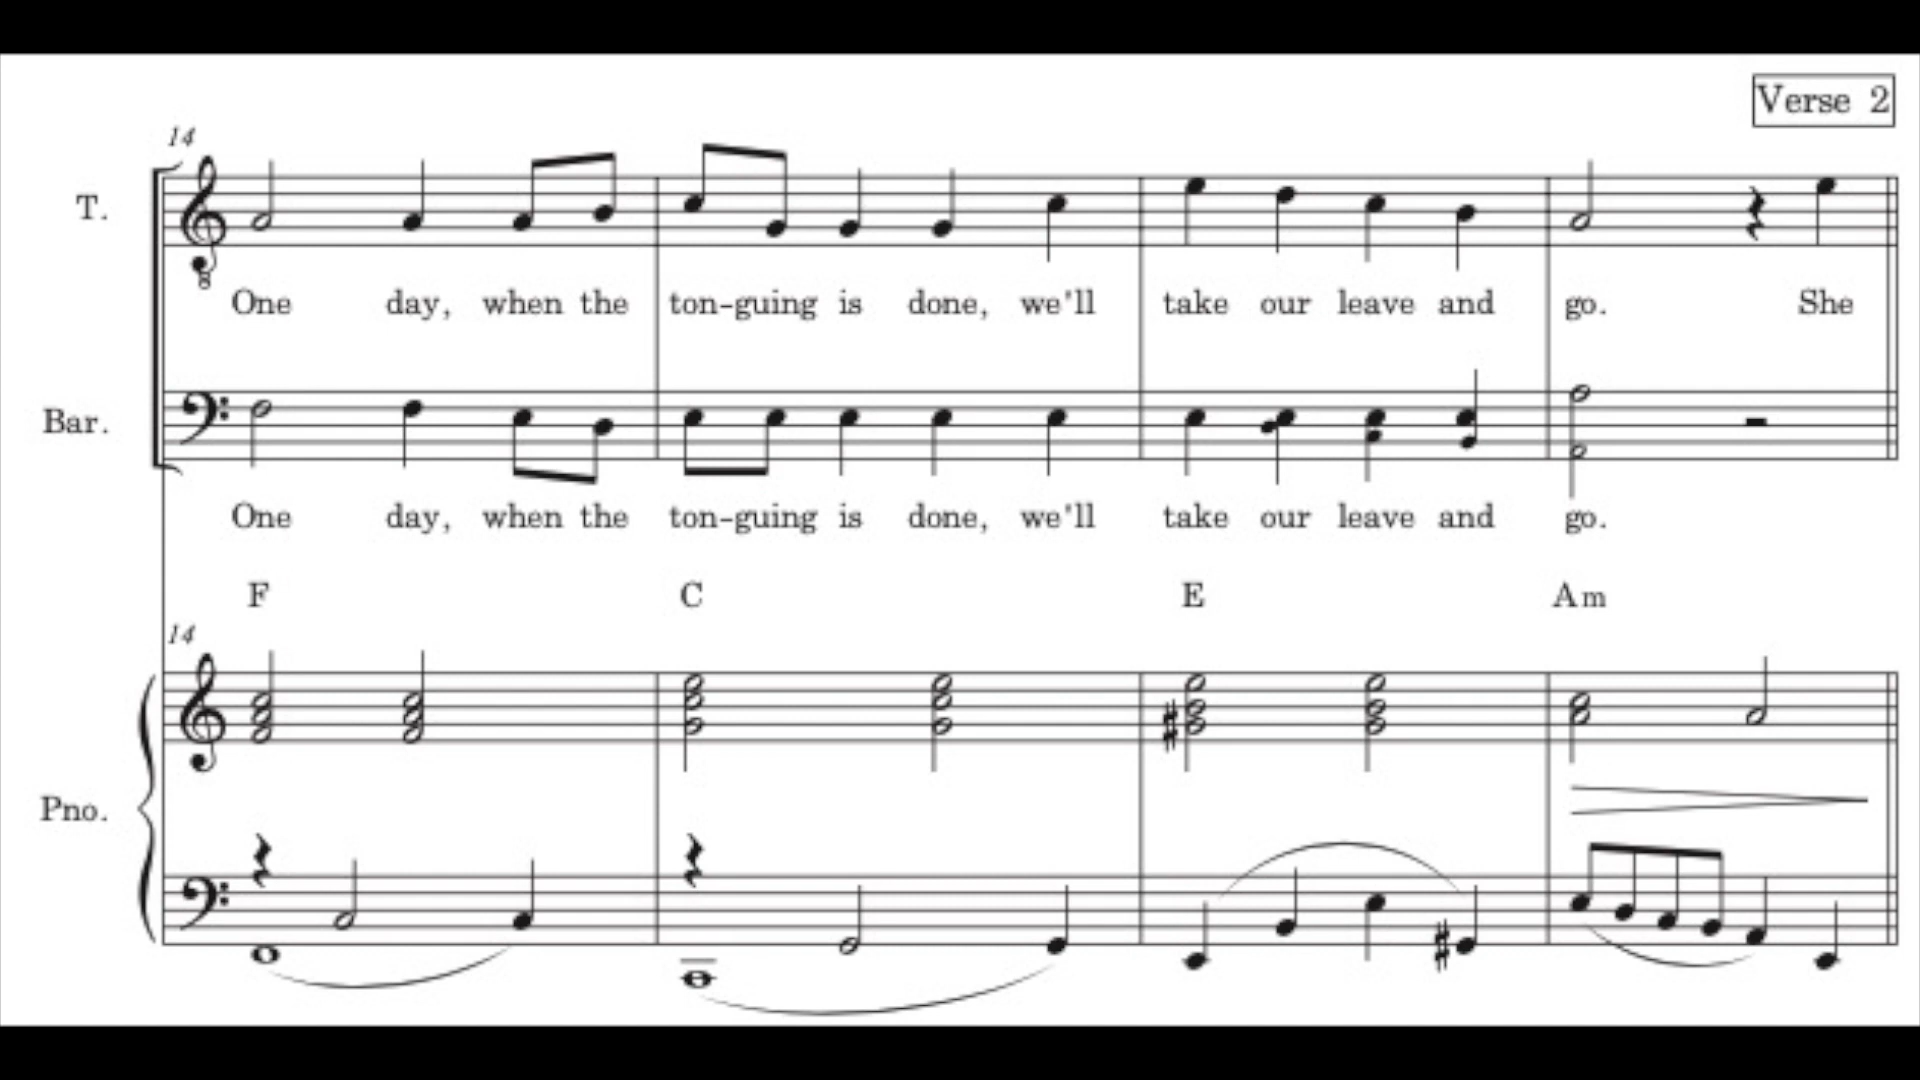 Verse 2
14
T.
One day, when the ton-guing is done, we'll take our leave and go. She
Bar.
One day, when the ton-guing is done, we'll take our leave and go.
F C E Am
14
Pno.